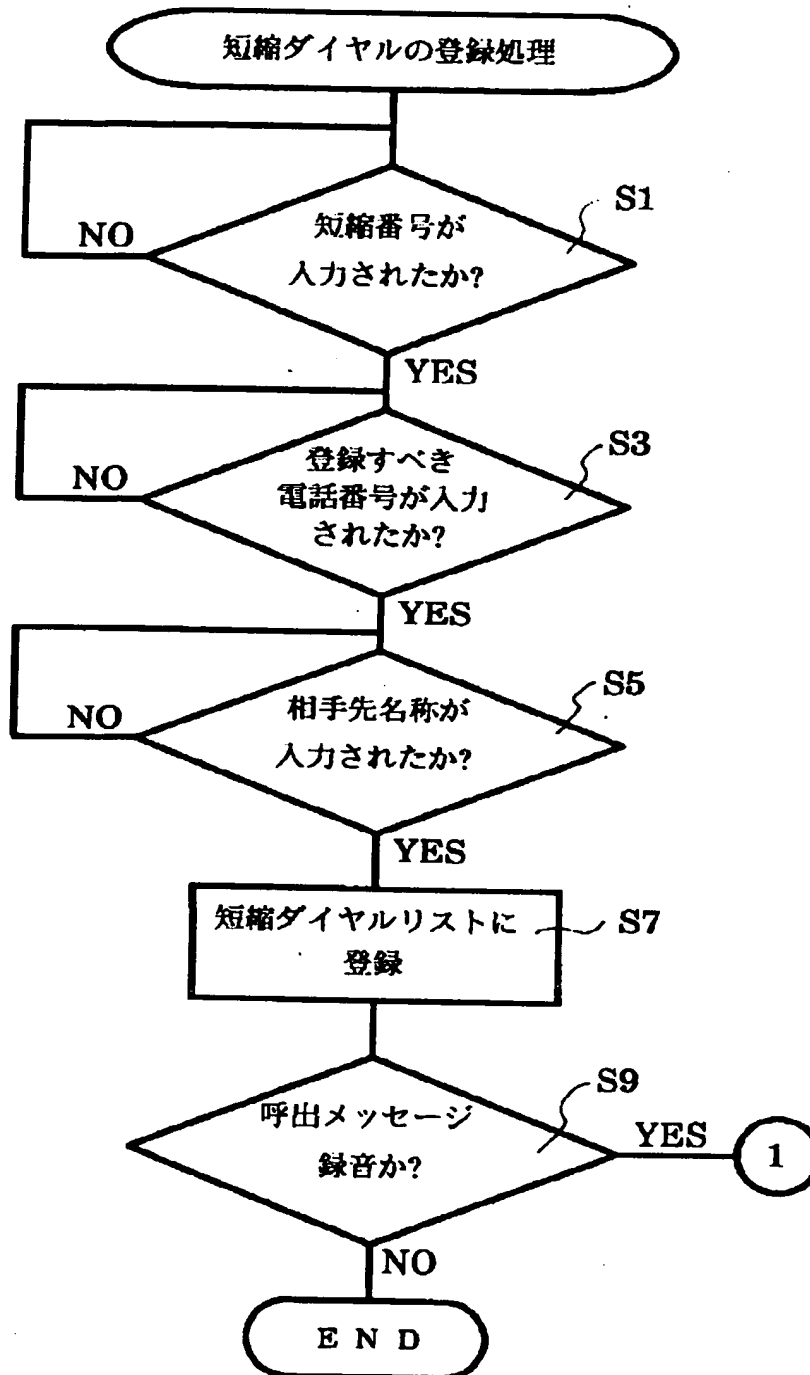 短縮ダイヤルの登録処理
S1
短縮番号が
入力されたか?
NO
YES
S3
登録すべき
電話番号が入力
されたか?
NO
YES
S5
相手先名称が
入力されたか?
NO
YES
短縮ダイヤルリストに
登録
S7
S9
呼出メッセージ
録音か?
YES
1
NO
E N D